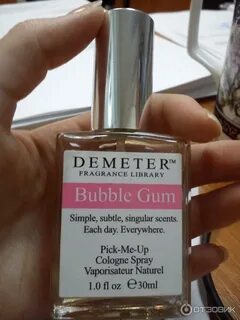 DEMETER™
FRAGRANCE LIBRARY
Bubble Gum
Simple, subtle, singular scents.
Each day. Everywhere.
Pick-Me-Up
Cologne Spray
Vaporisateur Naturel
1.0 fl oz ℮ 30ml
ОТЗОВИК